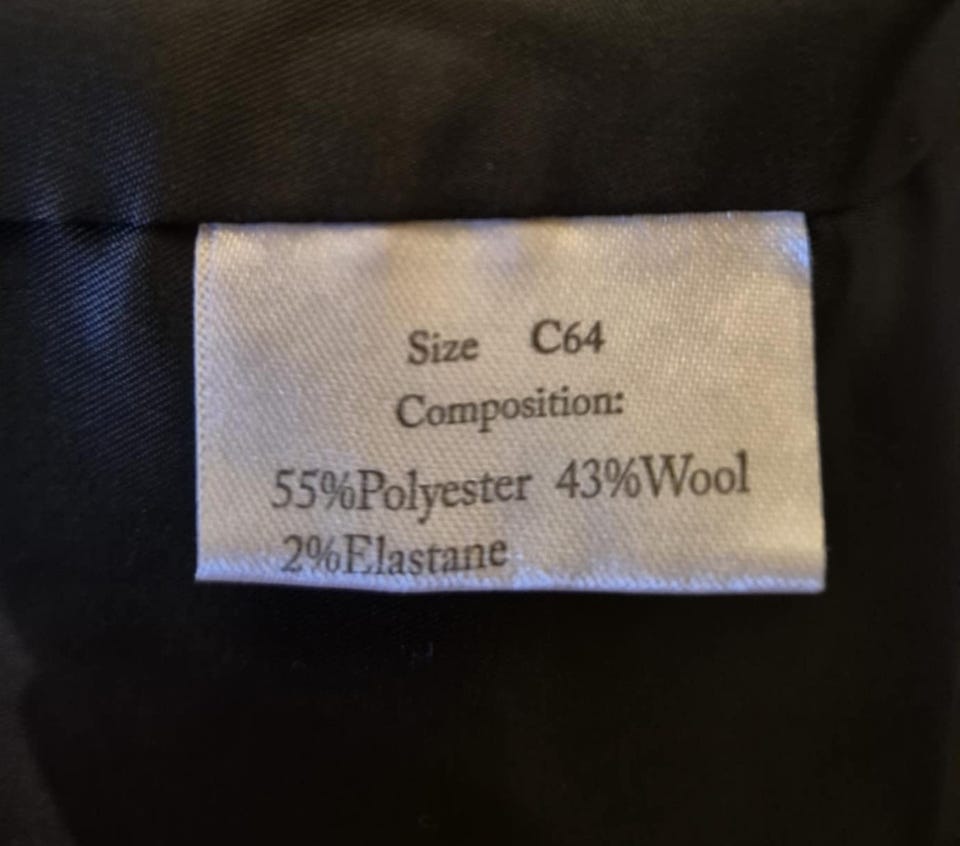 Size C64
Composition:
55%Polyester 43%Wool
2%Elastane